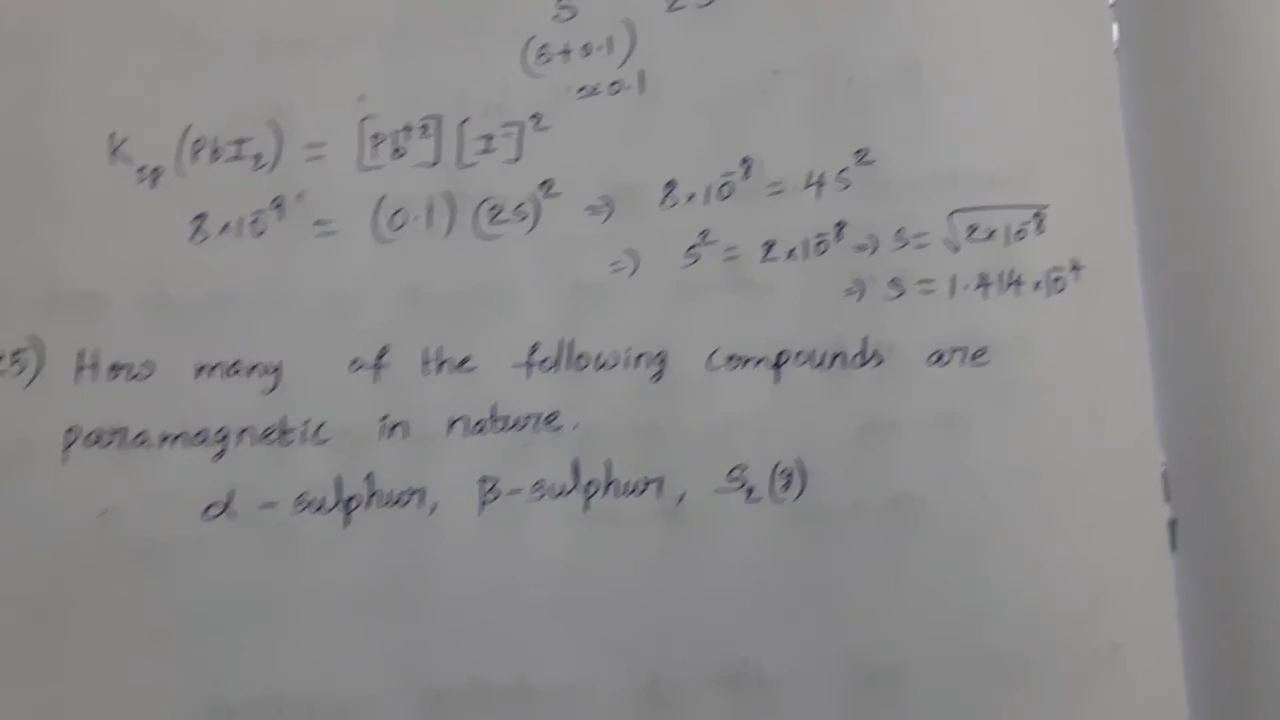 S 2S
(S+0.1)
≈0.1
Ksp (PbI2) = [Pb+2] [I-]^2
8×10^-9 = (0.1) (2S)^2 ⇒ 8×10^-8 = 4S^2
⇒ S^2 = 2×10^-8 ⇒ S = √2×10^-8
⇒ S = 1.414×10^-4
25) How many of the following compounds are
paramagnetic in nature.
α - sulphur, β-sulphur, S2(g)